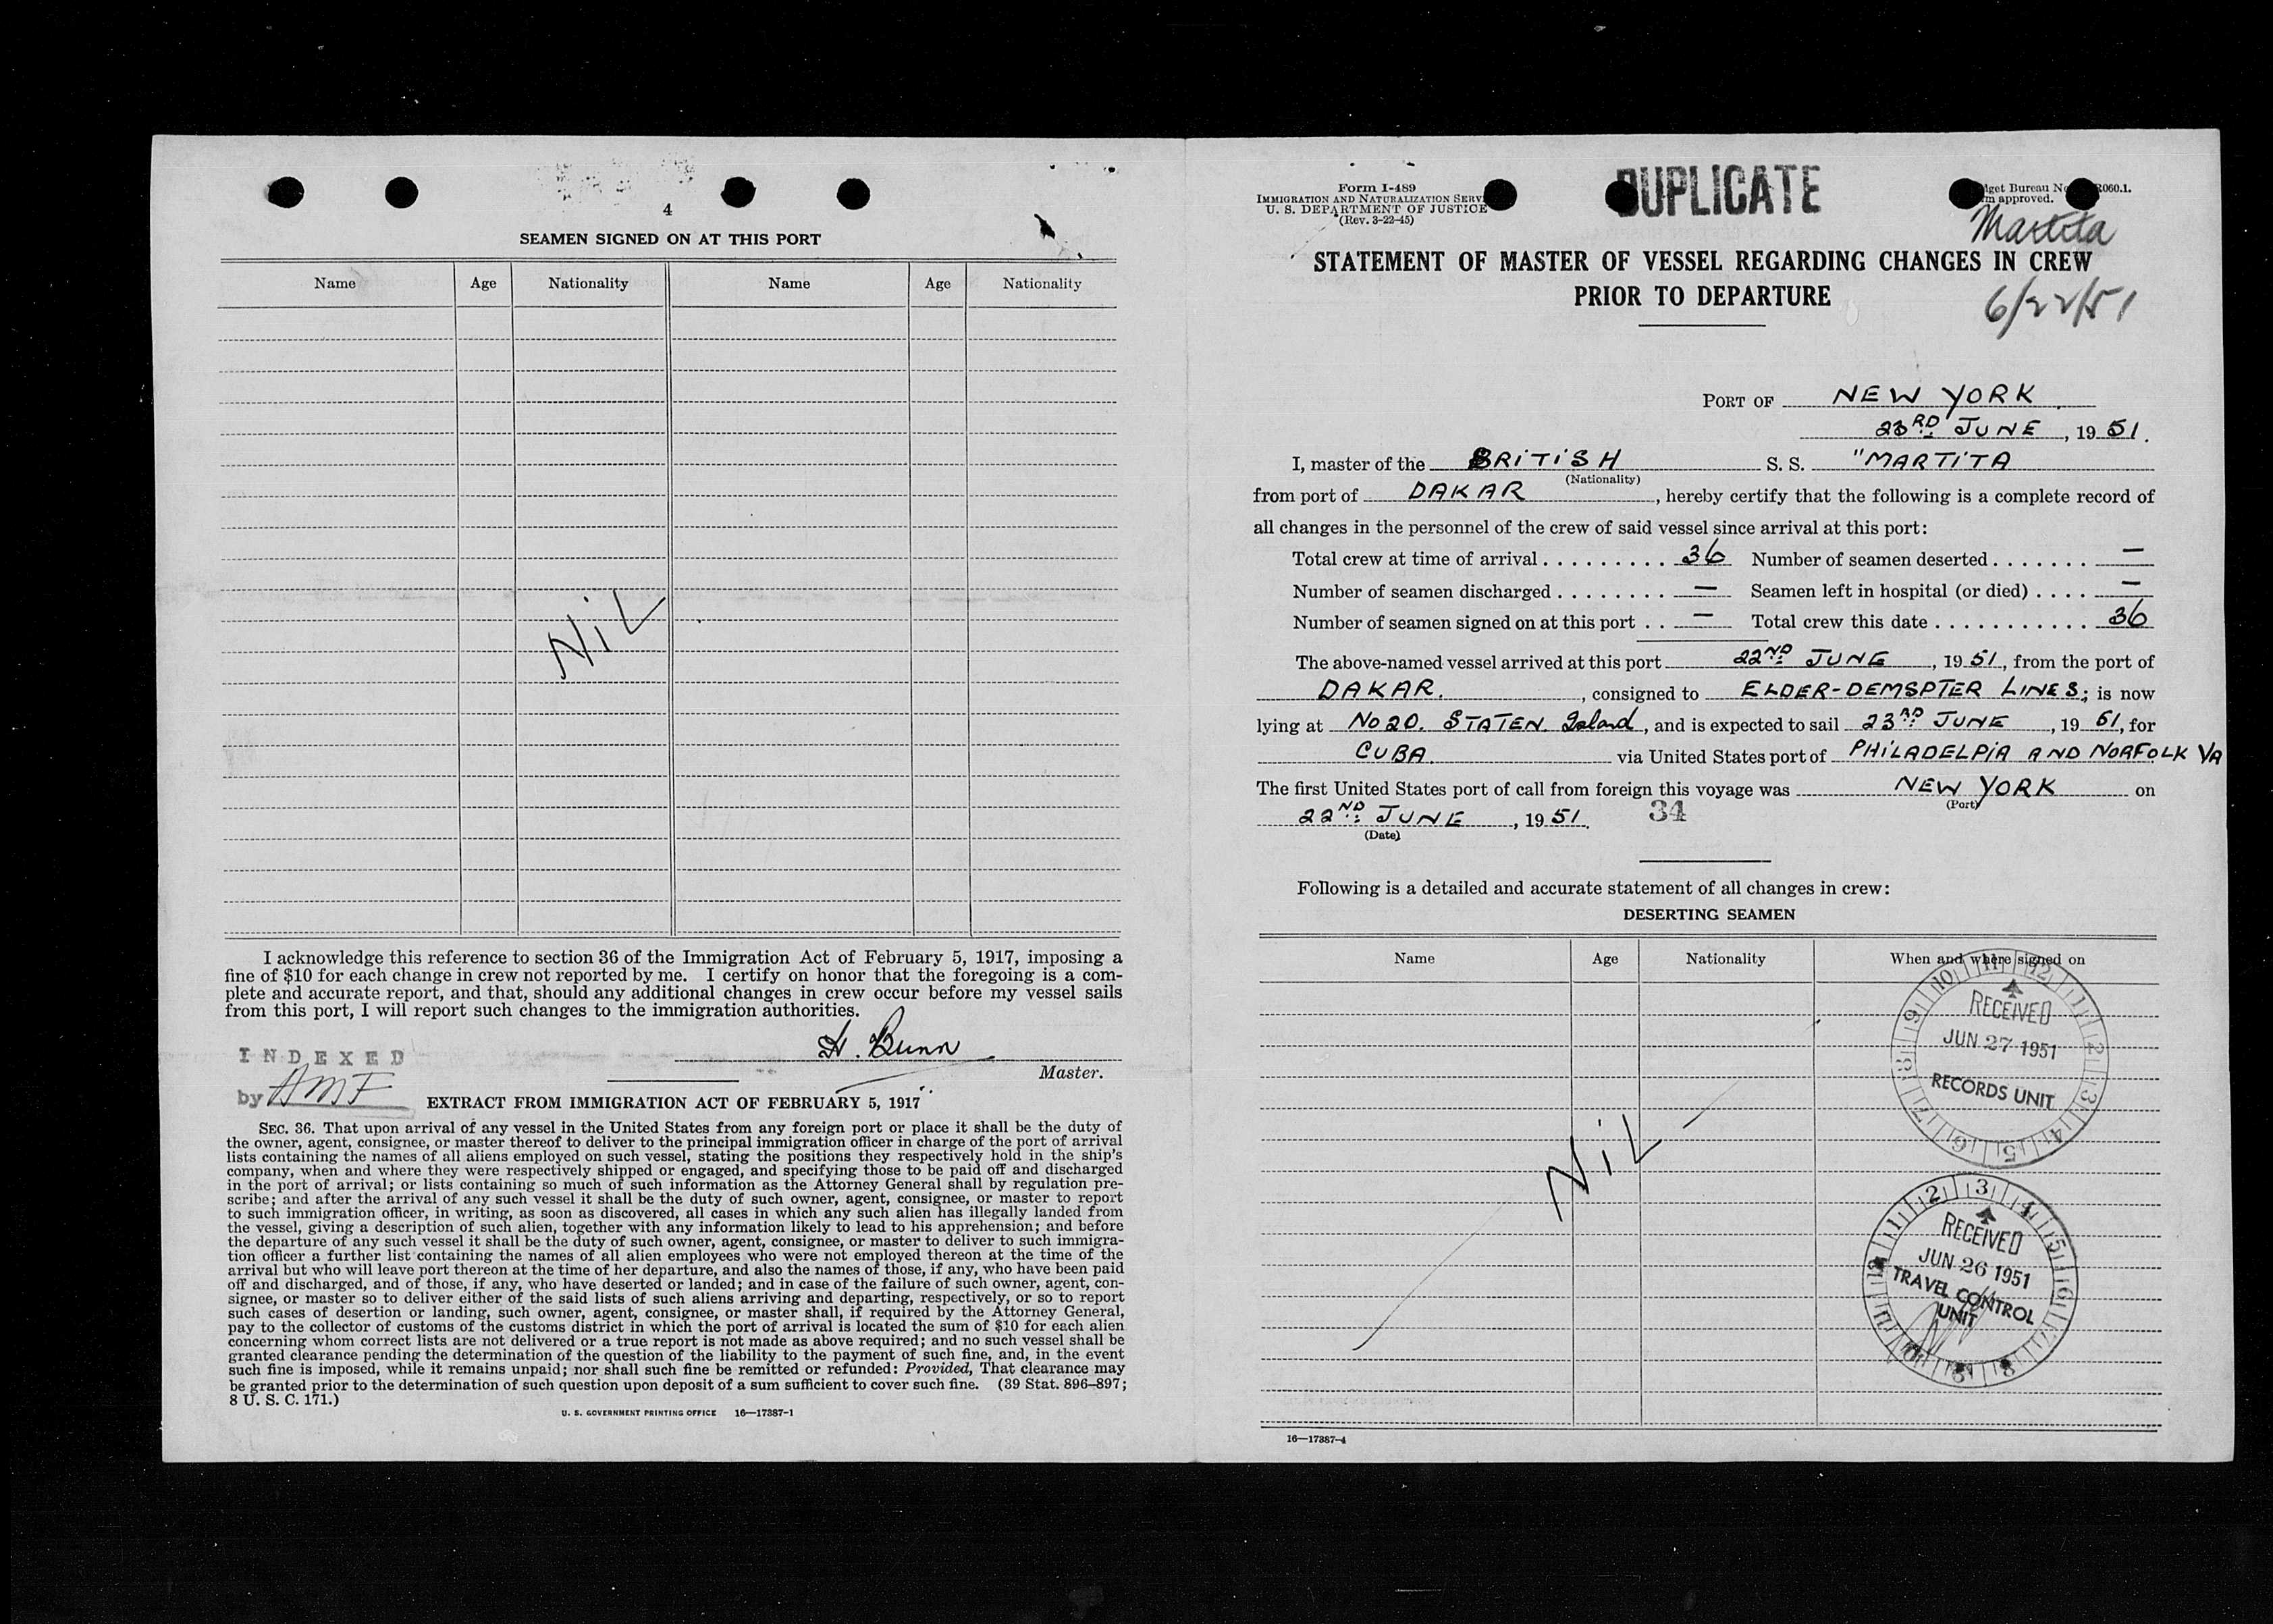 4
SEAMEN SIGNED ON AT THIS PORT
Name Age Nationality Name Age Nationality
NiL
I acknowledge this reference to section 36 of the Immigration Act of February 5, 1917, imposing a
fine of $10 for each change in crew not reported by me. I certify on honor that the foregoing is a com-
plete and accurate report, and that, should any additional changes in crew occur before my vessel sails
from this port, I will report such changes to the immigration authorities.
H. Bunn
Master.
INDEXED
by AMF
EXTRACT FROM IMMIGRATION ACT OF FEBRUARY 5, 1917
SEC. 36. That upon arrival of any vessel in the United States from any foreign port or place it shall be the duty of
the owner, agent, consignee, or master thereof to deliver to the principal immigration officer in charge of the port of arrival
lists containing the names of all aliens employed on such vessel, stating the positions they respectively hold in the ship's
company, when and where they were respectively shipped or engaged, and specifying those to be paid off and discharged
in the port of arrival; or lists containing so much of such information as the Attorney General shall by regulation pre-
scribe; and after the arrival of any such vessel it shall be the duty of such owner, agent, consignee, or master to report
to such immigration officer, in writing, as soon as discovered, all cases in which any such alien has illegally landed from
the vessel, giving a description of such alien, together with any information likely to lead to his apprehension; and before
the departure of any such vessel it shall be the duty of such owner, agent, consignee, or master to deliver to such immigra-
tion officer a further list containing the names of all alien employees who were not employed thereon at the time of the
arrival but who will leave port thereon at the time of her departure, and also the names of those, if any, who have been paid
off and discharged, and of those, if any, who have deserted or landed; and in case of the failure of such owner, agent, con-
signee, or master so to deliver either of the said lists of such aliens arriving and departing, respectively, or so to report
such cases of desertion or landing, such owner, agent, consignee, or master shall, if required by the Attorney General,
pay to the collector of customs of the customs district in which the port of arrival is located the sum of $10 for each alien
concerning whom correct lists are not delivered or a true report is not made as above required; and no such vessel shall be
granted clearance pending the determination of the question of the liability to the payment of such fine, and, in the event
such fine is imposed, while it remains unpaid; nor shall such fine be remitted or refunded: Provided, That clearance may
be granted prior to the determination of such question upon deposit of a sum sufficient to cover such fine. (39 Stat. 896–897;
8 U. S. C. 171.)
U. S. GOVERNMENT PRINTING OFFICE 16—17387-1
Form I-489
IMMIGRATION AND NATURALIZATION SERV
U. S. DEPARTMENT OF JUSTICE
(Rev. 3-22-45)
DUPLICATE
get Bureau No R060.1.
m approved.
Martita
STATEMENT OF MASTER OF VESSEL REGARDING CHANGES IN CREW
PRIOR TO DEPARTURE
6/22/51
PORT OF NEW YORK
23RD JUNE, 1951.
I, master of the BRITISH S. S. "MARTITA
(Nationality)
from port of DAKAR, hereby certify that the following is a complete record of
all changes in the personnel of the crew of said vessel since arrival at this port:
Total crew at time of arrival . . . . . . . . . 36 Number of seamen deserted . . . . . . . —
Number of seamen discharged . . . . . . . . — Seamen left in hospital (or died) . . . . —
Number of seamen signed on at this port . . — Total crew this date . . . . . . . . . . . 36
The above-named vessel arrived at this port 22ND JUNE, 1951, from the port of
DAKAR., consigned to ELDER-DEMSPTER LINES; is now
lying at No 20. STATEN. Island, and is expected to sail 23RD JUNE, 1951, for
CUBA. via United States port of PHILADELPIA AND NORFOLK VA
The first United States port of call from foreign this voyage was NEW YORK on
(Port)
22ND JUNE, 1951. 34
(Date)
Following is a detailed and accurate statement of all changes in crew:
DESERTING SEAMEN
Name Age Nationality When and where signed on
RECEIVED
JUN 27 1951
RECORDS UNIT
NiL
RECEIVED
JUN 26 1951
TRAVEL CONTROL
UNIT
16—17387-4